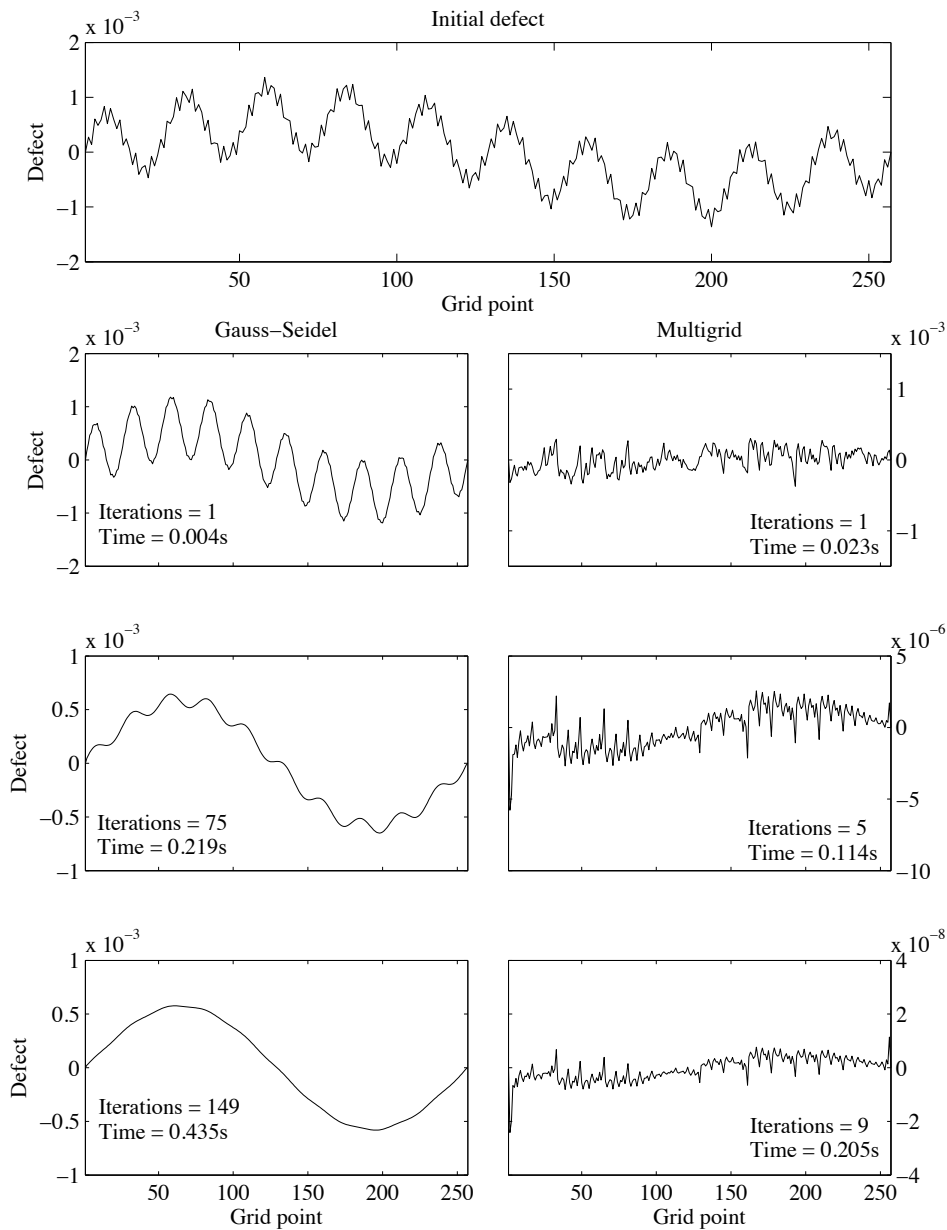 Initial defect
x 10⁻³
2
1
0
−1
−2
Defect
50 100 150 200 250
Grid point
Gauss−Seidel
x 10⁻³
2
1
0
−1
−2
Defect
Iterations = 1
Time = 0.004s
Multigrid
x 10⁻³
1
0
−1
Iterations = 1
Time = 0.023s
x 10⁻³
1
0.5
0
−0.5
−1
Defect
Iterations = 75
Time = 0.219s
x 10⁻⁶
5
0
−5
−10
Iterations = 5
Time = 0.114s
x 10⁻³
1
0.5
0
−0.5
−1
Defect
Iterations = 149
Time = 0.435s
50 100 150 200 250
Grid point
x 10⁻⁸
4
2
0
−2
−4
Iterations = 9
Time = 0.205s
50 100 150 200 250
Grid point